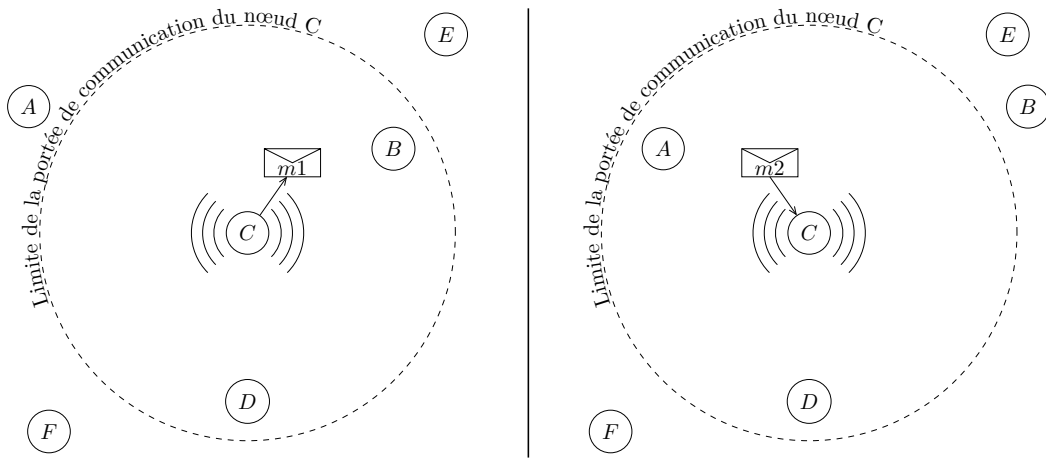 Limite de la portée de communication du nœud C
E
A
B
m1
C
D
F
Limite de la portée de communication du nœud C
E
B
A
m2
C
D
F